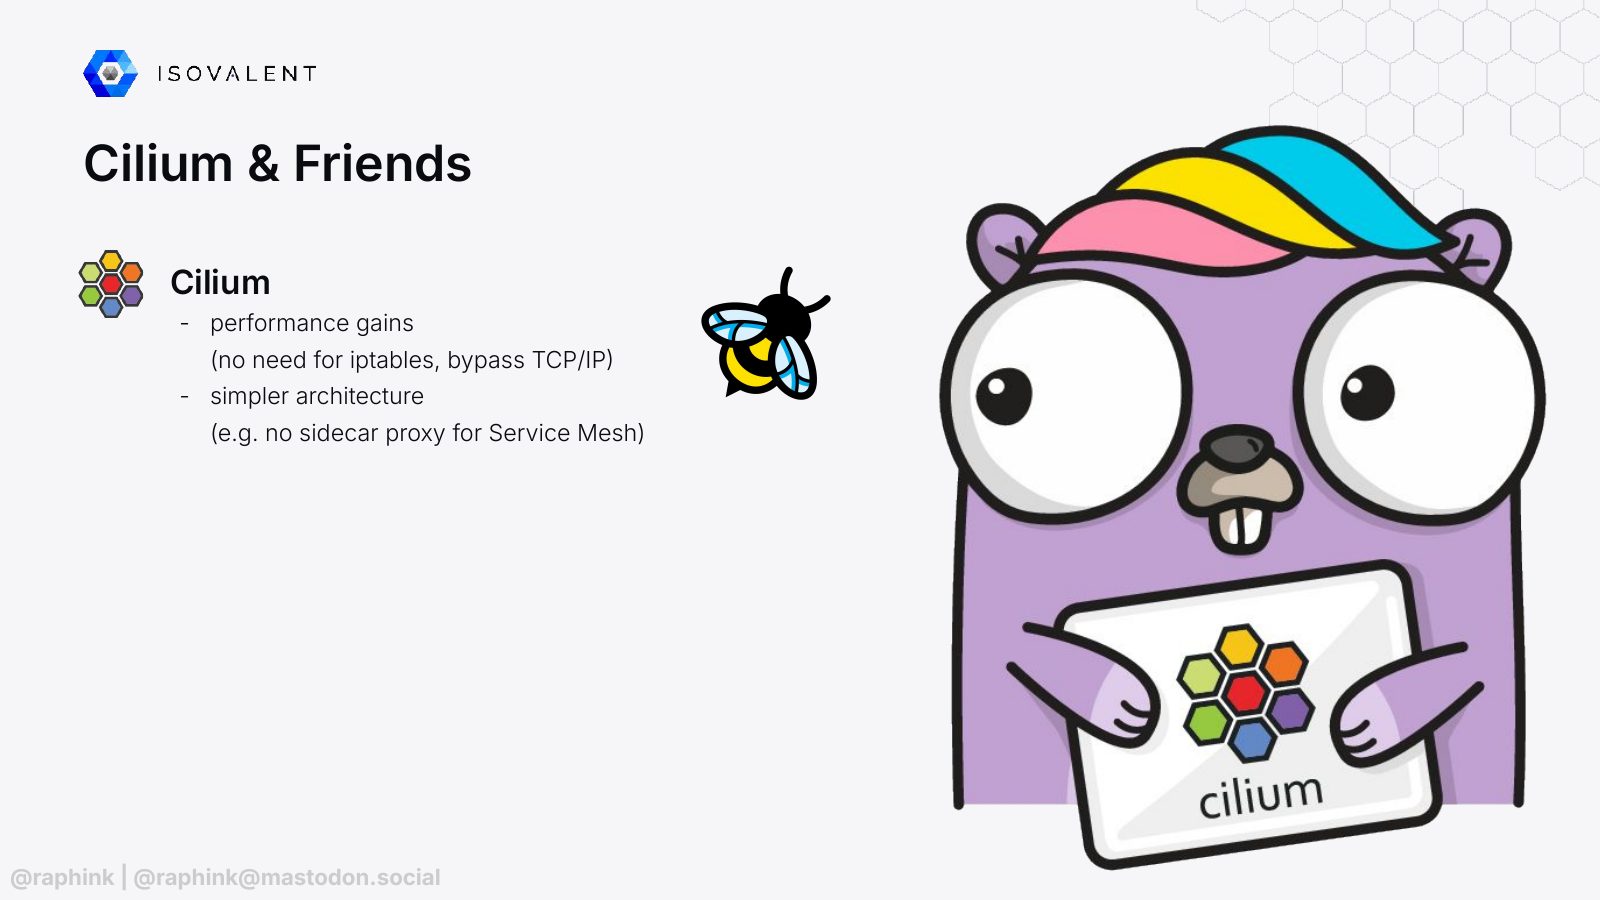 ISOVALENT
Cilium & Friends
Cilium
- performance gains
(no need for iptables, bypass TCP/IP)
- simpler architecture
(e.g. no sidecar proxy for Service Mesh)
cilium
@raphink | @raphink@mastodon.social